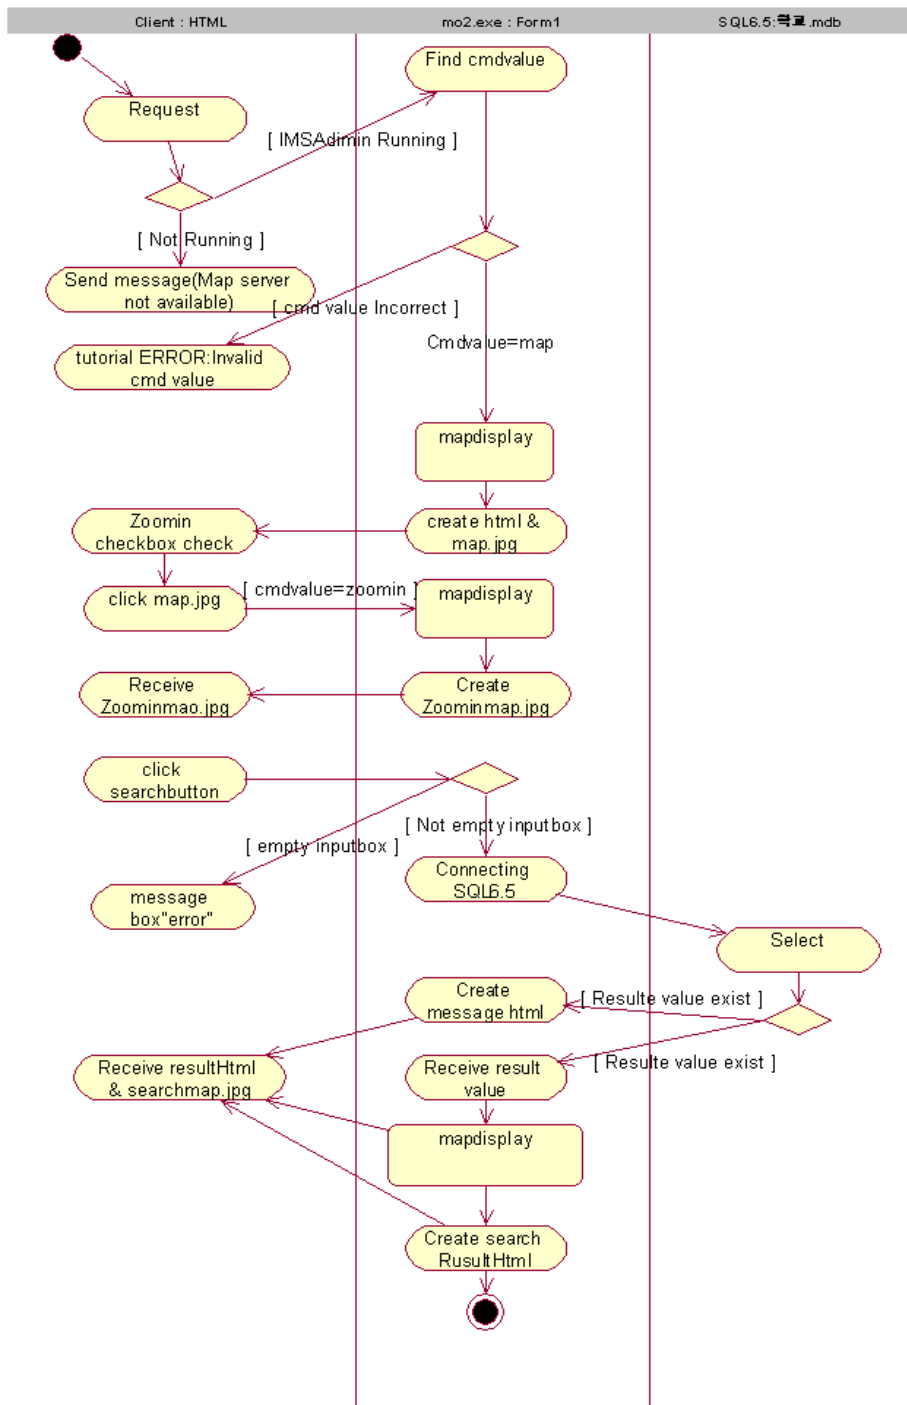 Client : HTML
mo2.exe : Form1
SQL6.5:학교.mdb
Find cmdvalue
Request
[ IMSAdimin Running ]
[ Not Running ]
Send message(Map server
not available)
[ cmd value Incorrect ]
Cmdvalue=map
tutorial ERROR:Invalid
cmd value
mapdisplay
Zoomin
checkbox check
create html &
map.jpg
click map.jpg
[ cmdvalue=zoomin ]
mapdisplay
Receive
Zoominmao.jpg
Create
Zoominmap.jpg
click
searchbutton
[ Not empty inputbox ]
[ empty inputbox ]
Connecting
SQL6.5
message
box"error"
Select
Create
message html
[ Resulte value exist ]
[ Resulte value exist ]
Receive resultHtml
& searchmap.jpg
Receive result
value
mapdisplay
Create search
RusultHtml